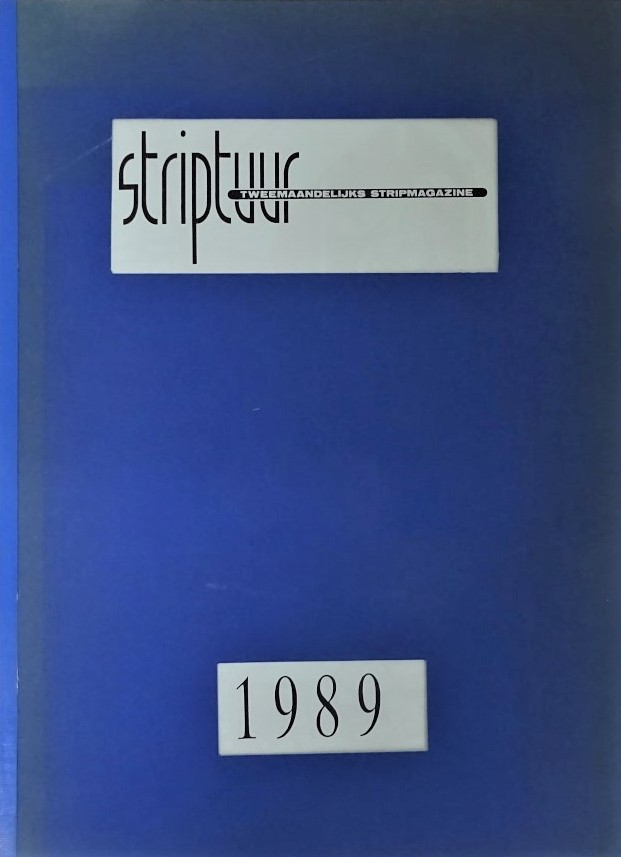 striptuur
TWEEMAANDELIJKS STRIPMAGAZINE
1989